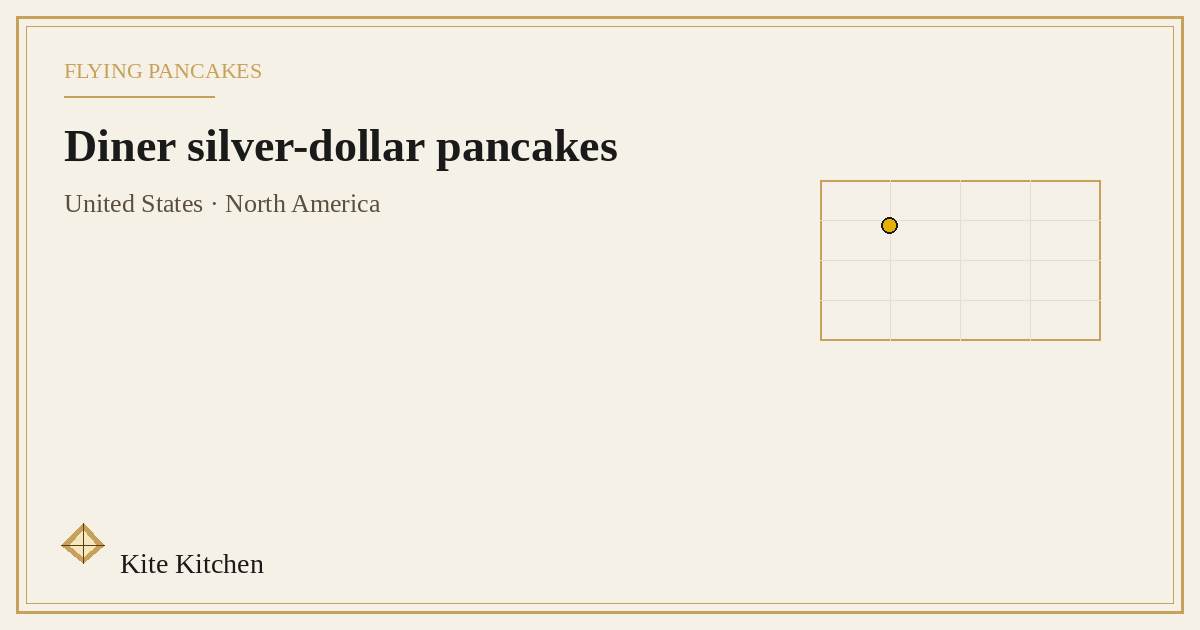 FLYING PANCAKES
Diner silver-dollar pancakes
United States · North America
Kite Kitchen